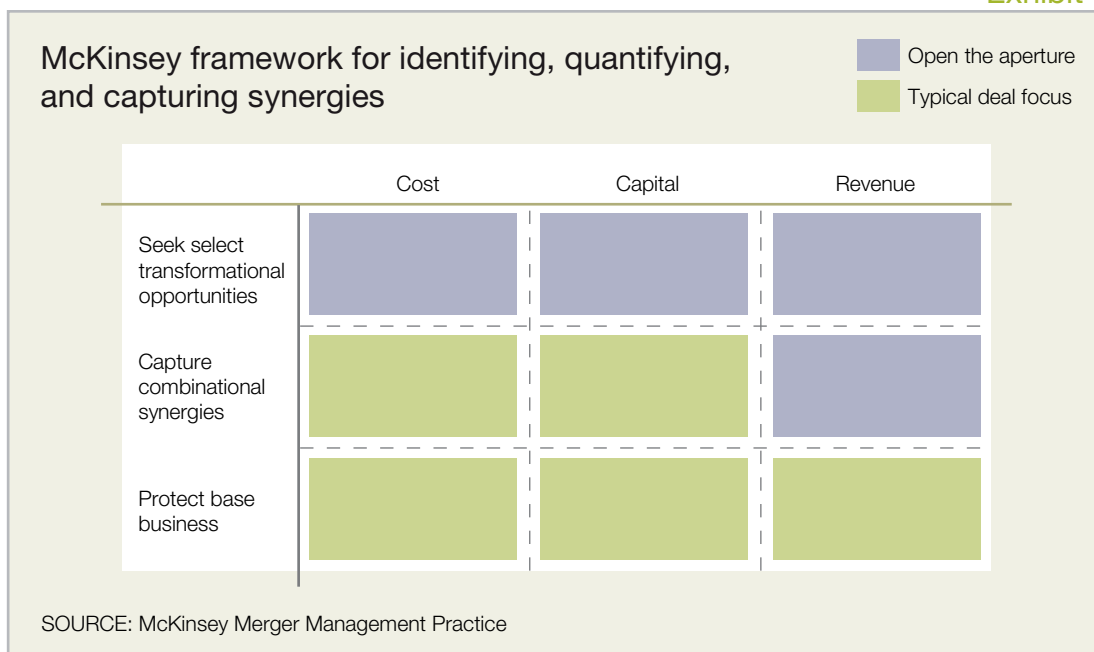 Exhibit
McKinsey framework for identifying, quantifying,
and capturing synergies
Open the aperture
Typical deal focus
Cost
Capital
Revenue
Seek select
transformational
opportunities
Capture
combinational
synergies
Protect base
business
SOURCE: McKinsey Merger Management Practice